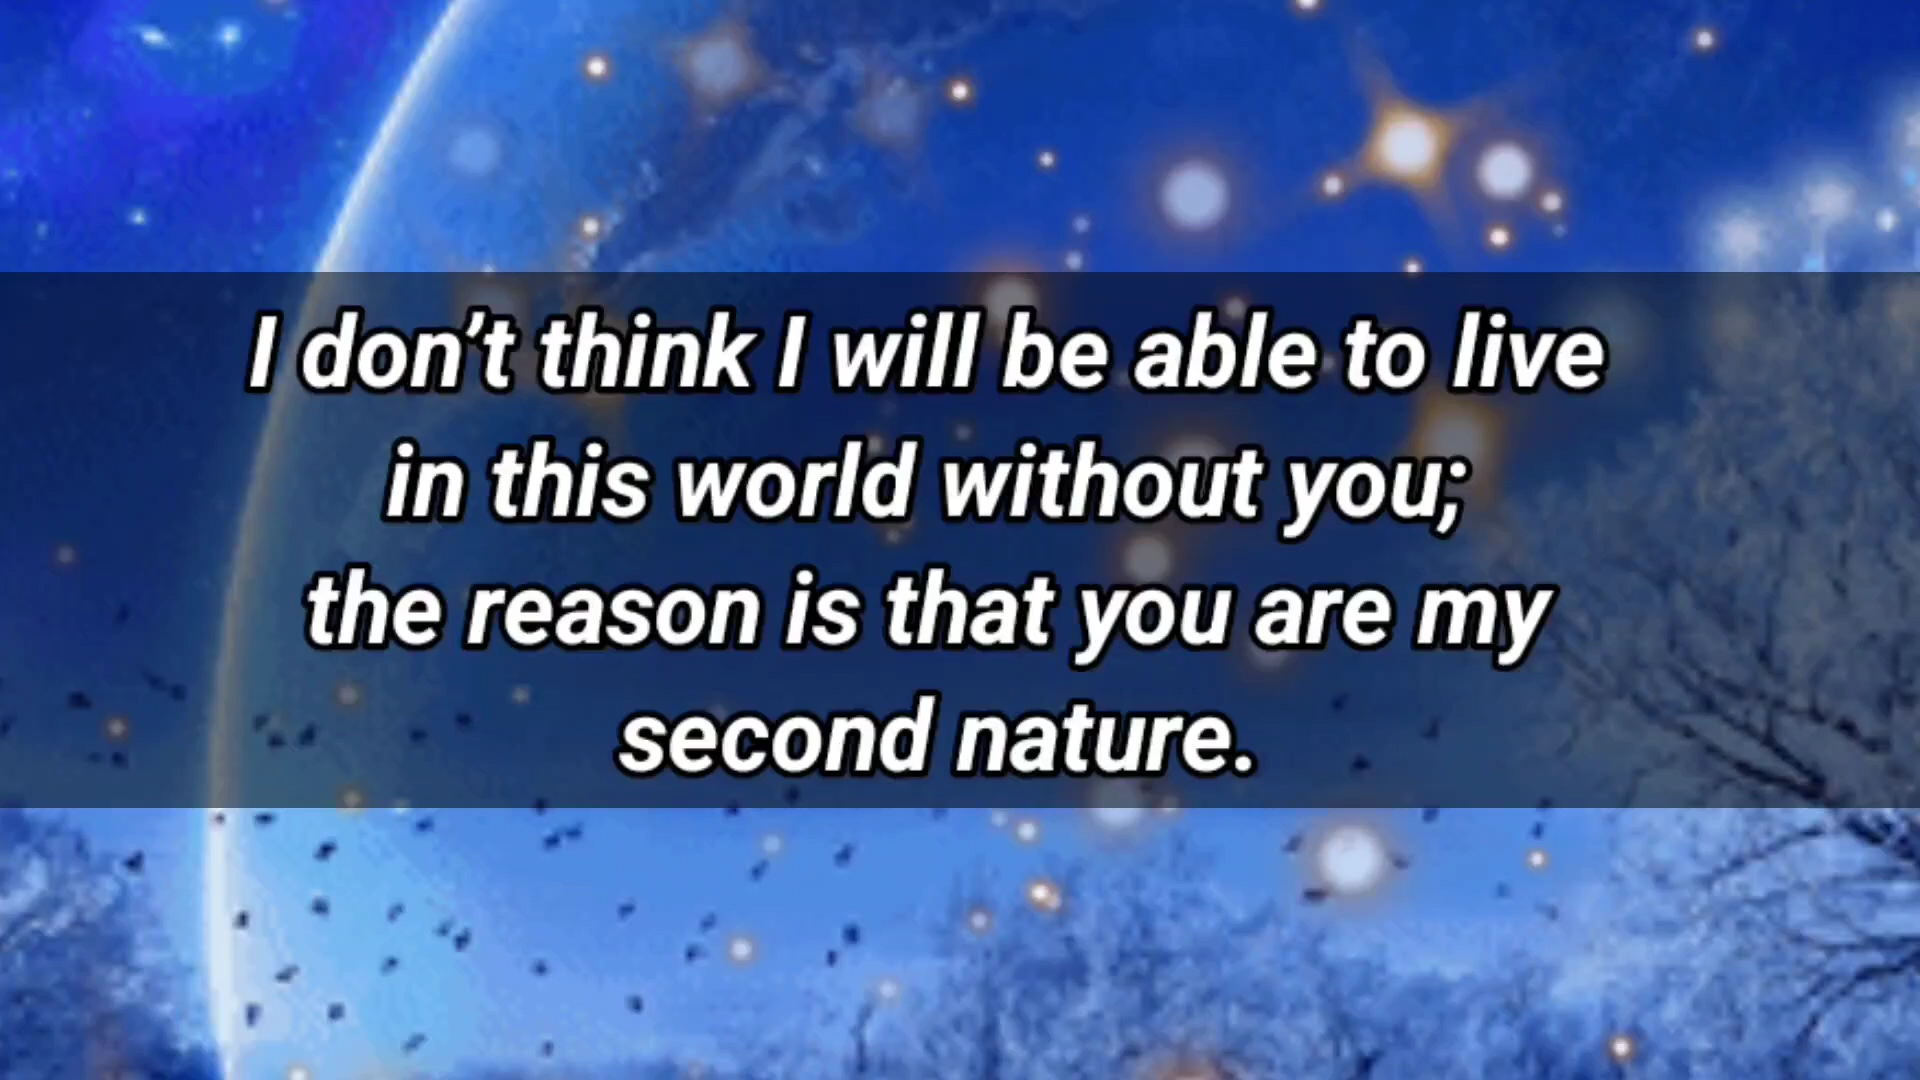 I don’t think I will be able to live
in this world without you;
the reason is that you are my
second nature.